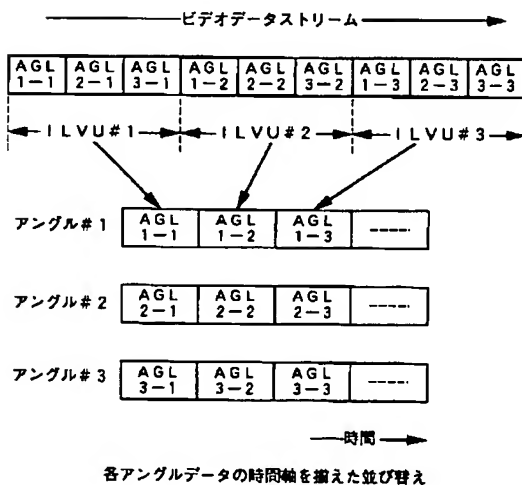 ビデオデータストリーム
AGL AGL AGL AGL AGL AGL AGL AGL AGL
1-1 2-1 3-1 1-2 2-2 3-2 1-3 2-3 3-3
ILVU#1 ILVU#2 ILVU#3
アングル#1 AGL AGL AGL
1-1 1-2 1-3 -----
アングル#2 AGL AGL AGL
2-1 2-2 2-3 -----
アングル#3 AGL AGL AGL
3-1 3-2 3-3 -----
時間
各アングルデータの時間軸を揃えた並び替え